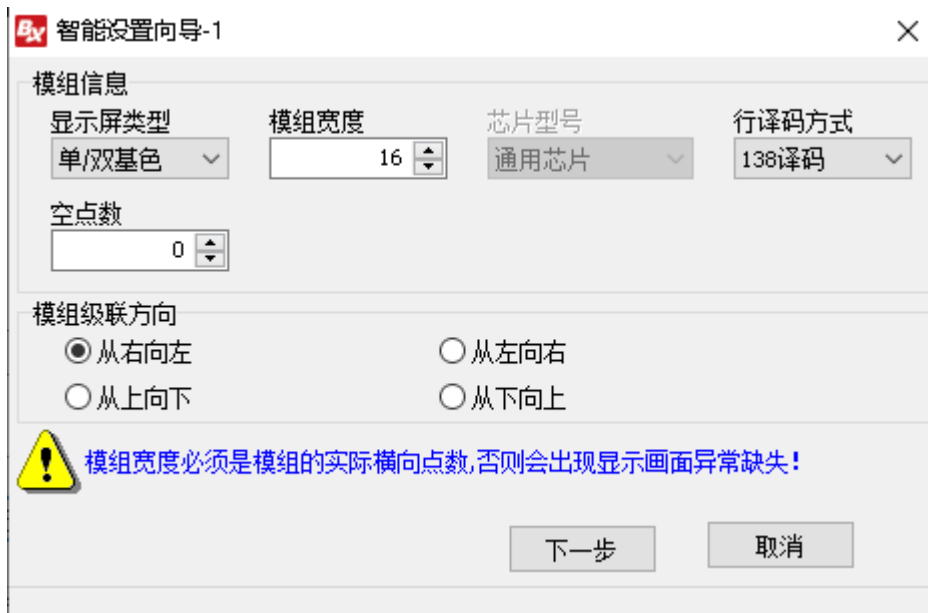 BX 智能设置向导-1
模组信息
显示屏类型 模组宽度 芯片型号 行译码方式
单/双基色 16 通用芯片 138译码
空点数
0
模组级联方向
从右向左 从左向右
从上向下 从下向上
模组宽度必须是模组的实际横向点数,否则会出现显示画面异常缺失!
下一步 取消